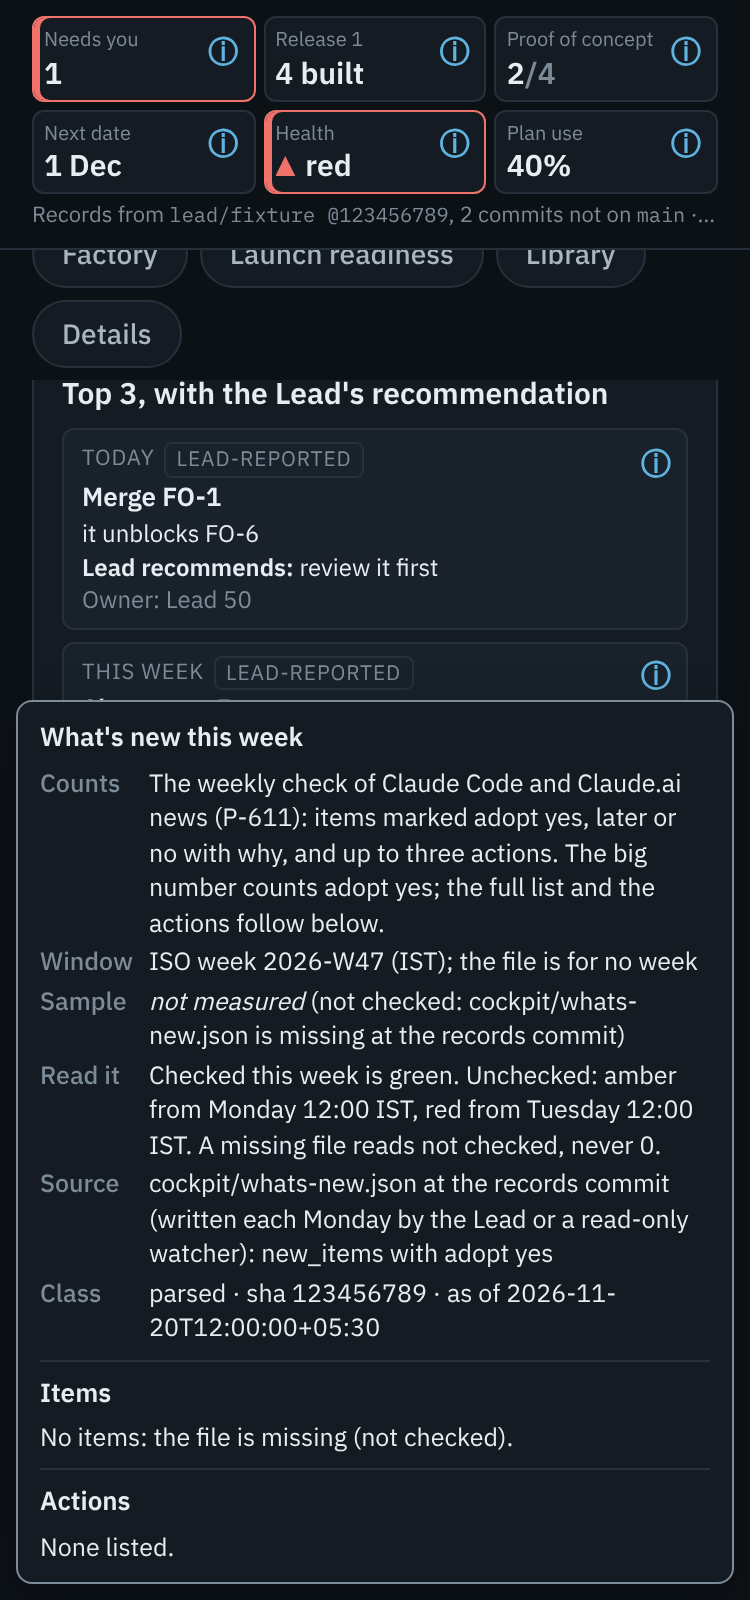 Needs you
1
Release 1
4 built
Proof of concept
2/4
Next date
1 Dec
Health
▲ red
Plan use
40%
Records from lead/fixture @123456789, 2 commits not on main ·…
Factory
Launch readiness
Library
Details
Top 3, with the Lead's recommendation
TODAY LEAD-REPORTED
Merge FO-1
it unblocks FO-6
Lead recommends: review it first
Owner: Lead 50
THIS WEEK LEAD-REPORTED
What's new this week
Counts The weekly check of Claude Code and Claude.ai
news (P-611): items marked adopt yes, later or
no with why, and up to three actions. The big
number counts adopt yes; the full list and the
actions follow below.
Window ISO week 2026-W47 (IST); the file is for no week
Sample not measured (not checked: cockpit/whats-
new.json is missing at the records commit)
Read it Checked this week is green. Unchecked: amber
from Monday 12:00 IST, red from Tuesday 12:00
IST. A missing file reads not checked, never 0.
Source cockpit/whats-new.json at the records commit
(written each Monday by the Lead or a read-only
watcher): new_items with adopt yes
Class parsed · sha 123456789 · as of 2026-11-
20T12:00:00+05:30
Items
No items: the file is missing (not checked).
Actions
None listed.